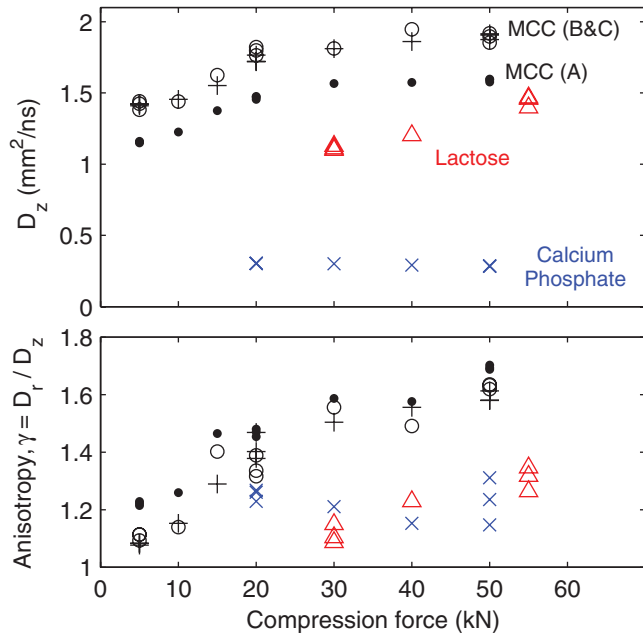 2
1.5
1
0.5
0
D_z (mm²/ns)
MCC (B&C)
MCC (A)
Lactose
Calcium
Phosphate
1.8
1.6
1.4
1.2
1
Anisotropy, γ = D_r / D_z
0 10 20 30 40 50 60
Compression force (kN)